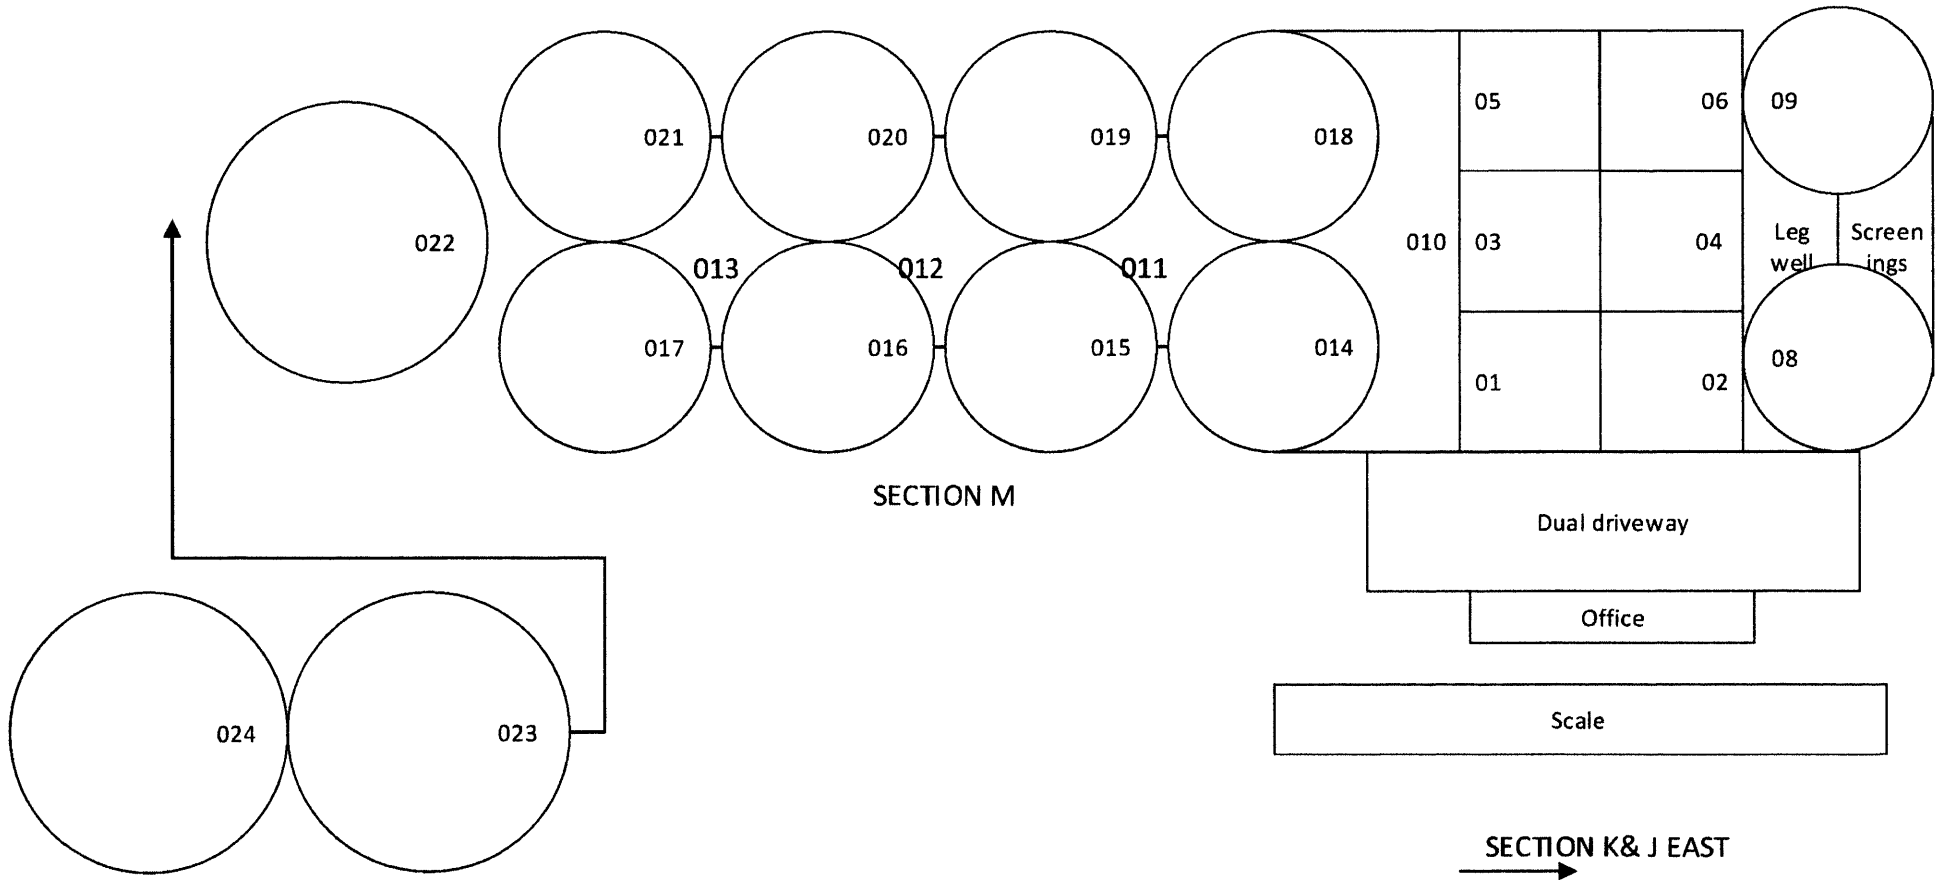 05 06 09
021 020 019 018
022 010 03 04 Leg well Screen ings
013 012 011
017 016 015 014 08
01 02
SECTION M
Dual driveway
Office
Scale
024 023
SECTION K& J EAST